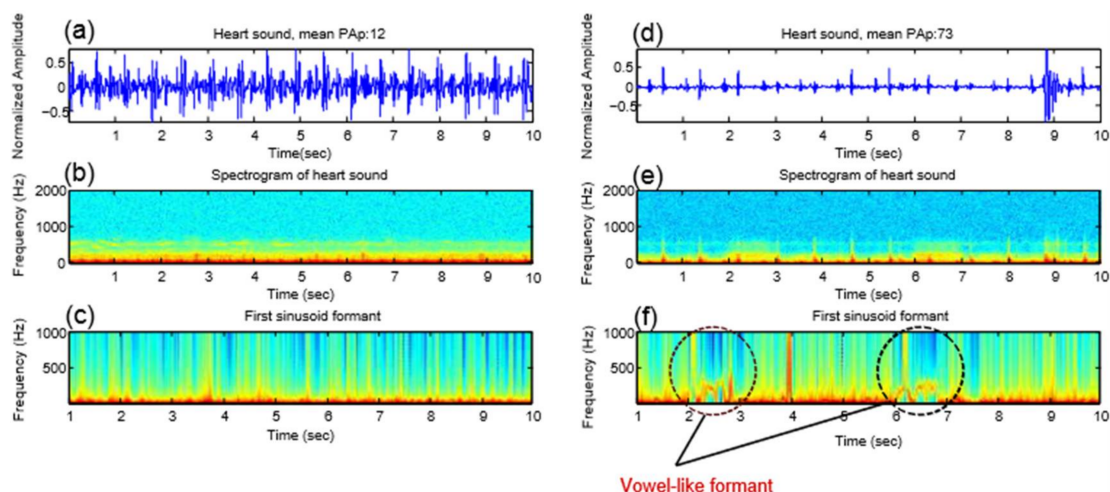 (a)
Heart sound, mean PAp:12
Normalized Amplitude
0.5
0
−0.5
1 2 3 4 5 6 7 8 9 10
Time(sec)
(b)
Spectrogram of heart sound
Frequency (Hz)
2000
1000
0
1 2 3 4 5 6 7 8 9 10
Time (sec)
(c)
First sinusoid formant
Frequency (Hz)
1000
500
1 2 3 4 5 6 7 8 9 10
Time (sec)
(d)
Heart sound, mean PAp:73
Normalized Amplitude
0.5
0
−0.5
1 2 3 4 5 6 7 8 9 10
Time (sec)
(e)
Spectrogram of heart sound
Frequency (Hz)
2000
1000
0
1 2 3 4 5 6 7 8 9 10
Time (sec)
(f)
First sinusoid formant
Frequency (Hz)
1000
500
1 2 3 4 5 6 7 8 9 10
Time (sec)
Vowel-like formant